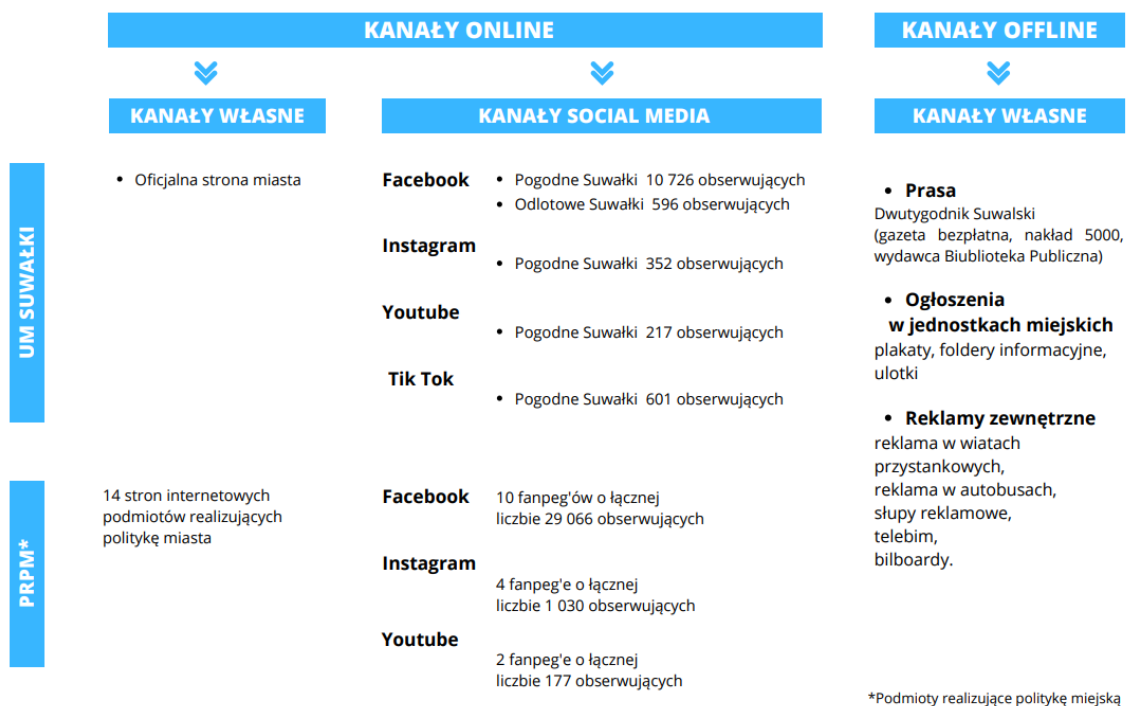 KANAŁY ONLINE
KANAŁY OFFLINE
KANAŁY WŁASNE
KANAŁY SOCIAL MEDIA
KANAŁY WŁASNE
UM SUWAŁKI
• Oficjalna strona miasta
Facebook
• Pogodne Suwałki 10 726 obserwujących
• Odlotowe Suwałki 596 obserwujących
Instagram
• Pogodne Suwałki 352 obserwujących
Youtube
• Pogodne Suwałki 217 obserwujących
Tik Tok
• Pogodne Suwałki 601 obserwujących
• Prasa
Dwutygodnik Suwalski
(gazeta bezpłatna, nakład 5000,
wydawca Biublioteka Publiczna)
• Ogłoszenia
w jednostkach miejskich
plakaty, foldery informacyjne,
ulotki
• Reklamy zewnętrzne
reklama w wiatach
przystankowych,
reklama w autobusach,
słupy reklamowe,
telebim,
bilboardy.
PRPM*
14 stron internetowych
podmiotów realizujących
politykę miasta
Facebook
10 fanpeg'ów o łącznej
liczbie 29 066 obserwujących
Instagram
4 fanpeg'e o łącznej
liczbie 1 030 obserwujących
Youtube
2 fanpeg'e o łącznej
liczbie 177 obserwujących
*Podmioty realizujące politykę miejską